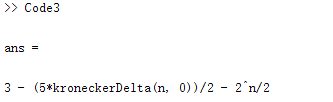 >> Code3
ans =
3 - (5*kroneckerDelta(n, 0))/2 - 2^n/2